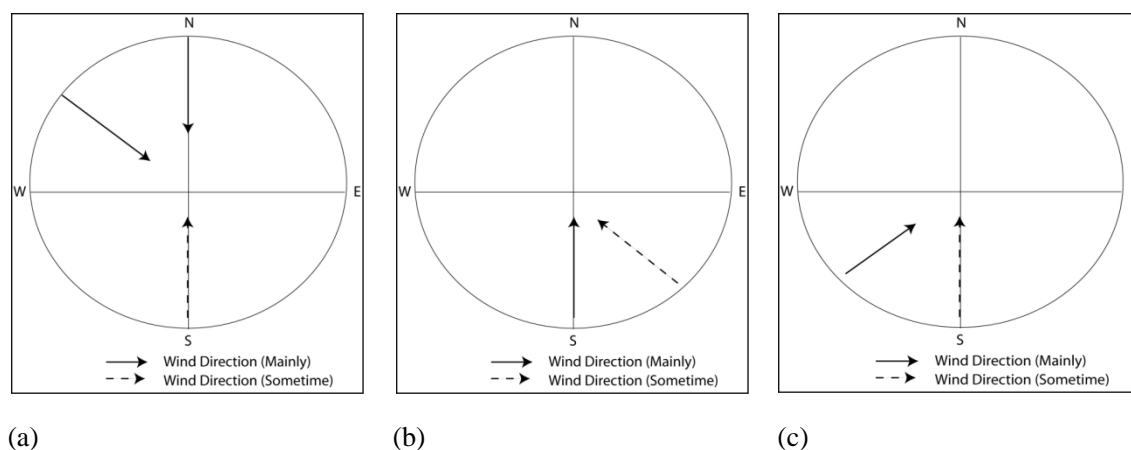 N
W
E
S
Wind Direction (Mainly)
Wind Direction (Sometime)
(a)
N
W
E
S
Wind Direction (Mainly)
Wind Direction (Sometime)
(b)
N
W
S
Wind Direction (Mainly)
Wind Direction (Sometime)
(c)